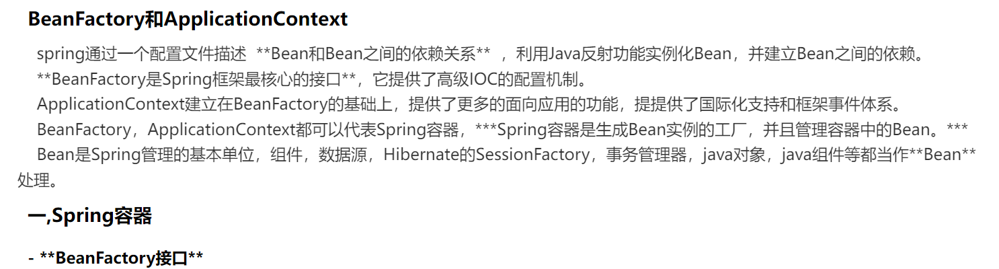 BeanFactory和ApplicationContext
spring通过一个配置文件描述 **Bean和Bean之间的依赖关系** ，利用Java反射功能实例化Bean，并建立Bean之间的依赖。
**BeanFactory是Spring框架最核心的接口**，它提供了高级IOC的配置机制。
ApplicationContext建立在BeanFactory的基础上，提供了更多的面向应用的功能，提提供了国际化支持和框架事件体系。
BeanFactory，ApplicationContext都可以代表Spring容器，***Spring容器是生成Bean实例的工厂，并且管理容器中的Bean。***
Bean是Spring管理的基本单位，组件，数据源，Hibernate的SessionFactory，事务管理器，java对象，java组件等都当作**Bean**
处理。
一,Spring容器
- **BeanFactory接口**